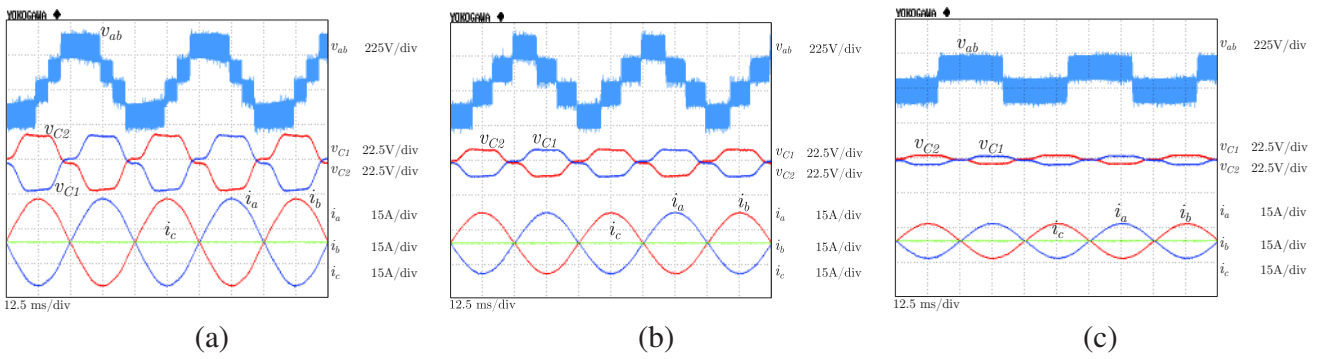 YOKOGAWA ◆
v_ab
v_ab 225V/div
v_C2
v_C1 22.5V/div
v_C2 22.5V/div
v_C1
i_a
i_b
i_a 15A/div
i_c
i_b 15A/div
i_c 15A/div
12.5 ms/div
(a)
YOKOGAWA ◆
v_ab
v_ab 225V/div
v_C2
v_C1
v_C1 22.5V/div
v_C2 22.5V/div
i_a
i_b
i_a 15A/div
i_c
i_b 15A/div
i_c 15A/div
12.5 ms/div
(b)
YOKOGAWA ◆
v_ab
v_ab 225V/div
v_C2
v_C1
v_C1 22.5V/div
v_C2 22.5V/div
i_a
i_b
i_a 15A/div
i_c
i_b 15A/div
i_c 15A/div
12.5 ms/div
(c)